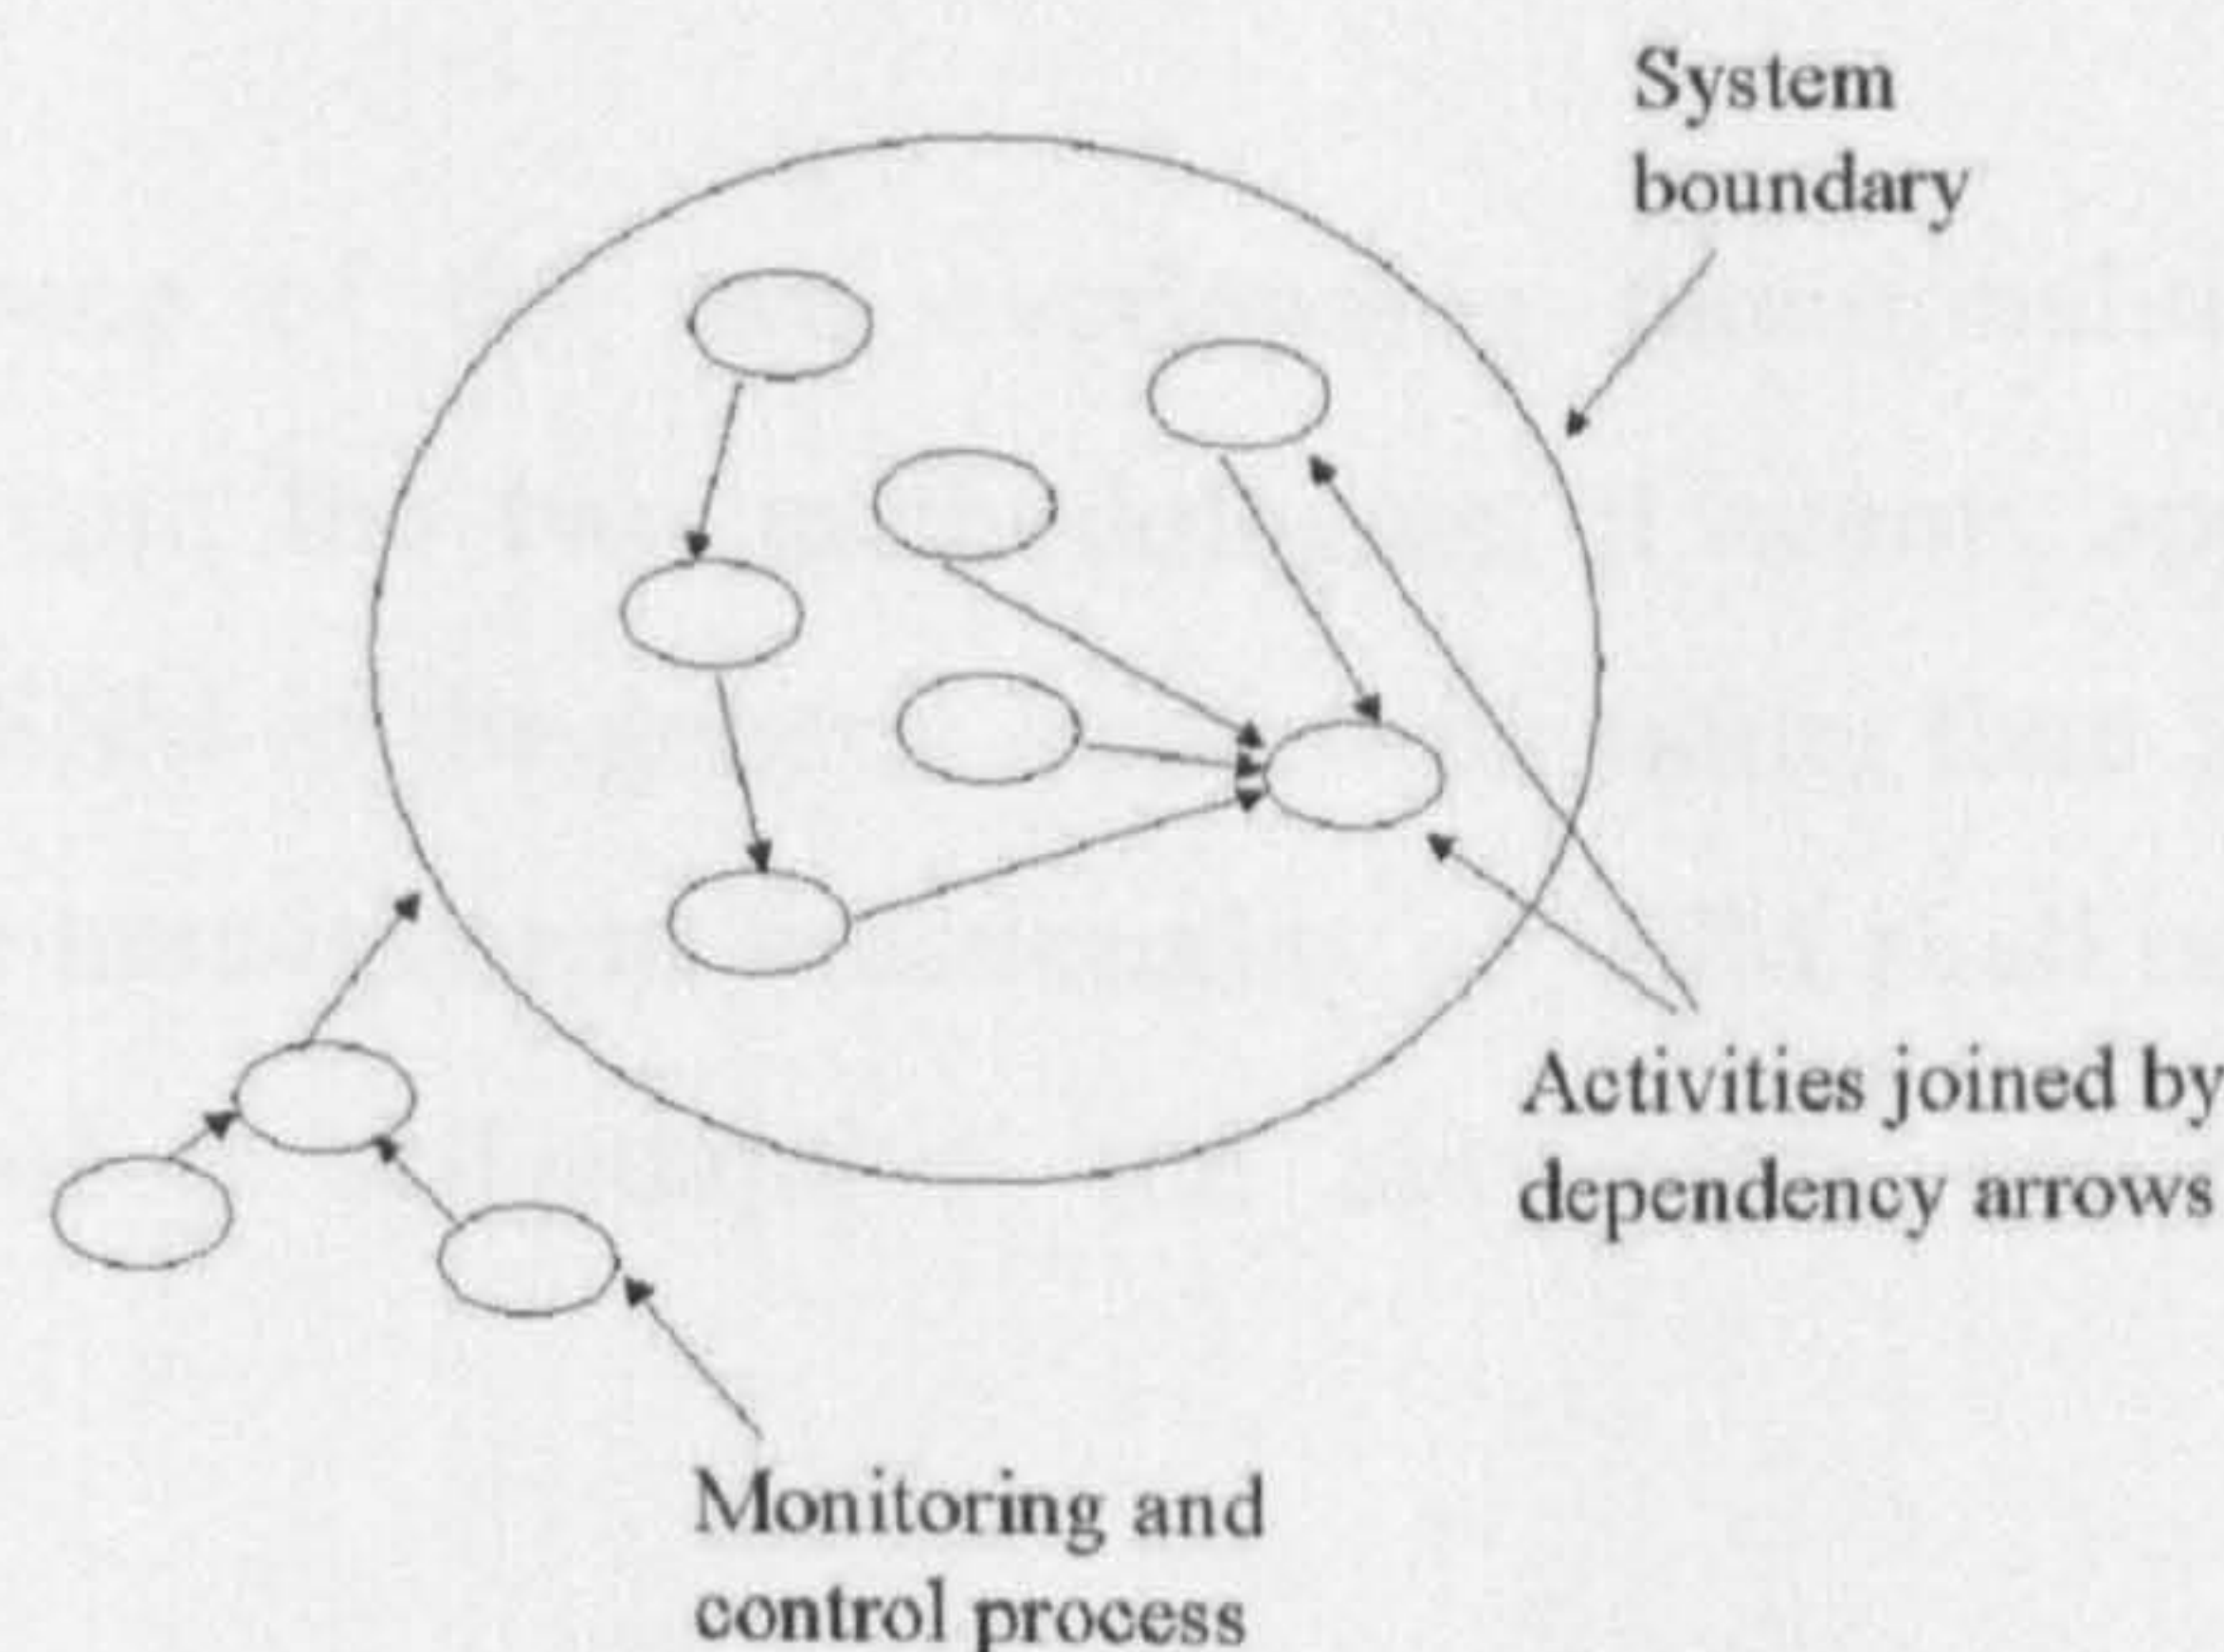 System
boundary
Activities joined by
dependency arrows
Monitoring and
control process